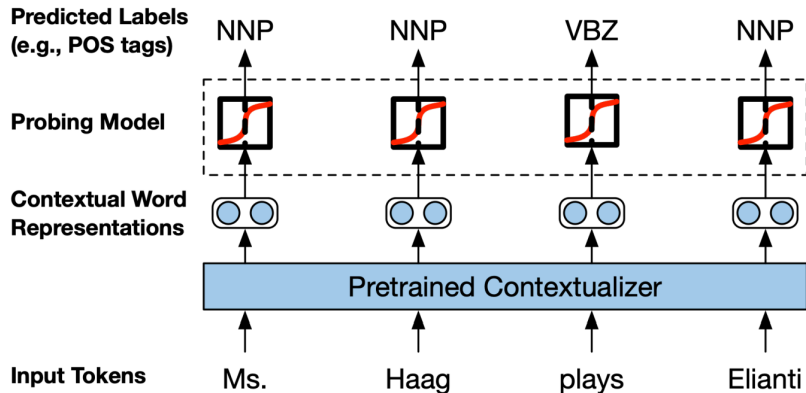 Predicted Labels
(e.g., POS tags)
NNP NNP VBZ NNP
Probing Model
Contextual Word
Representations
Pretrained Contextualizer
Input Tokens Ms. Haag plays Elianti